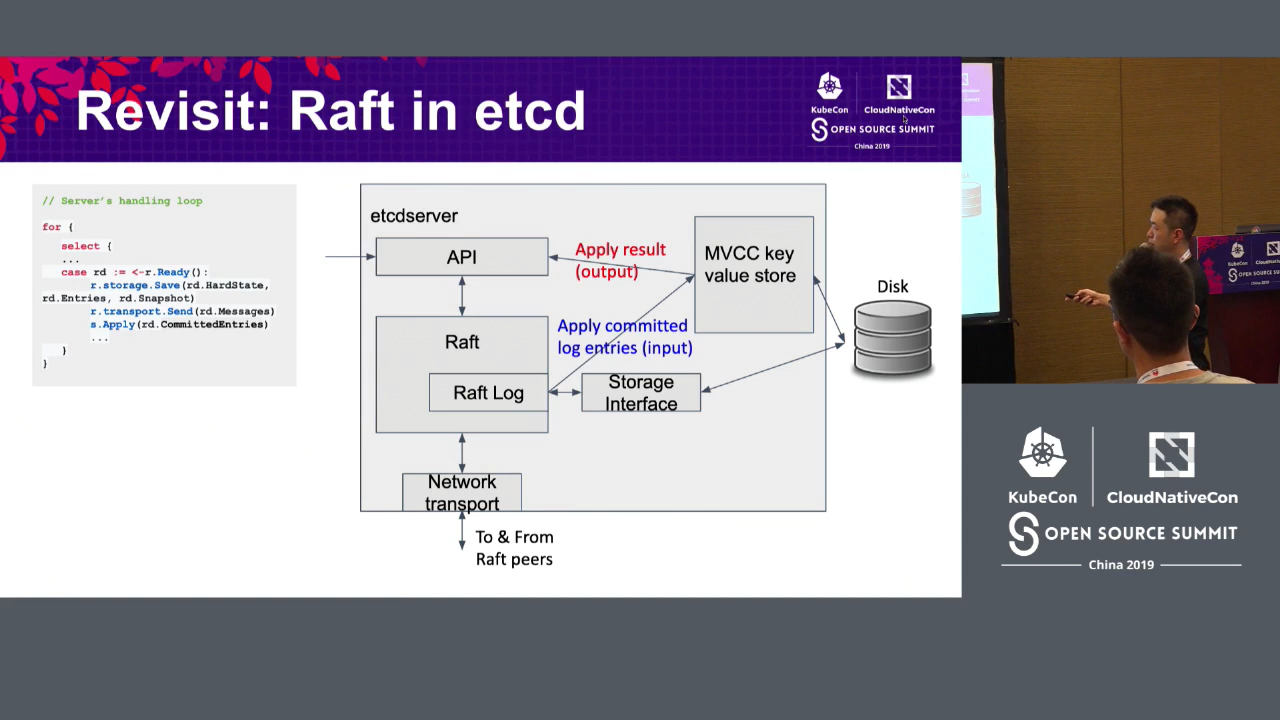 Revisit: Raft in etcd
KubeCon
CloudNativeCon
OPEN SOURCE SUMMIT
China 2019
// Server's handling loop
for {
select {
...
case rd := <-r.Ready():
r.storage.Save(rd.HardState,
rd.Entries, rd.Snapshot)
r.transport.Send(rd.Messages)
s.Apply(rd.CommittedEntries)
...
}
}
etcdserver
API
Apply result
(output)
MVCC key
value store
Disk
Raft
Apply committed
log entries (input)
Raft Log
Storage
Interface
Network
transport
To & From
Raft peers
KubeCon
CloudNativeCon
OPEN SOURCE SUMMIT
China 2019